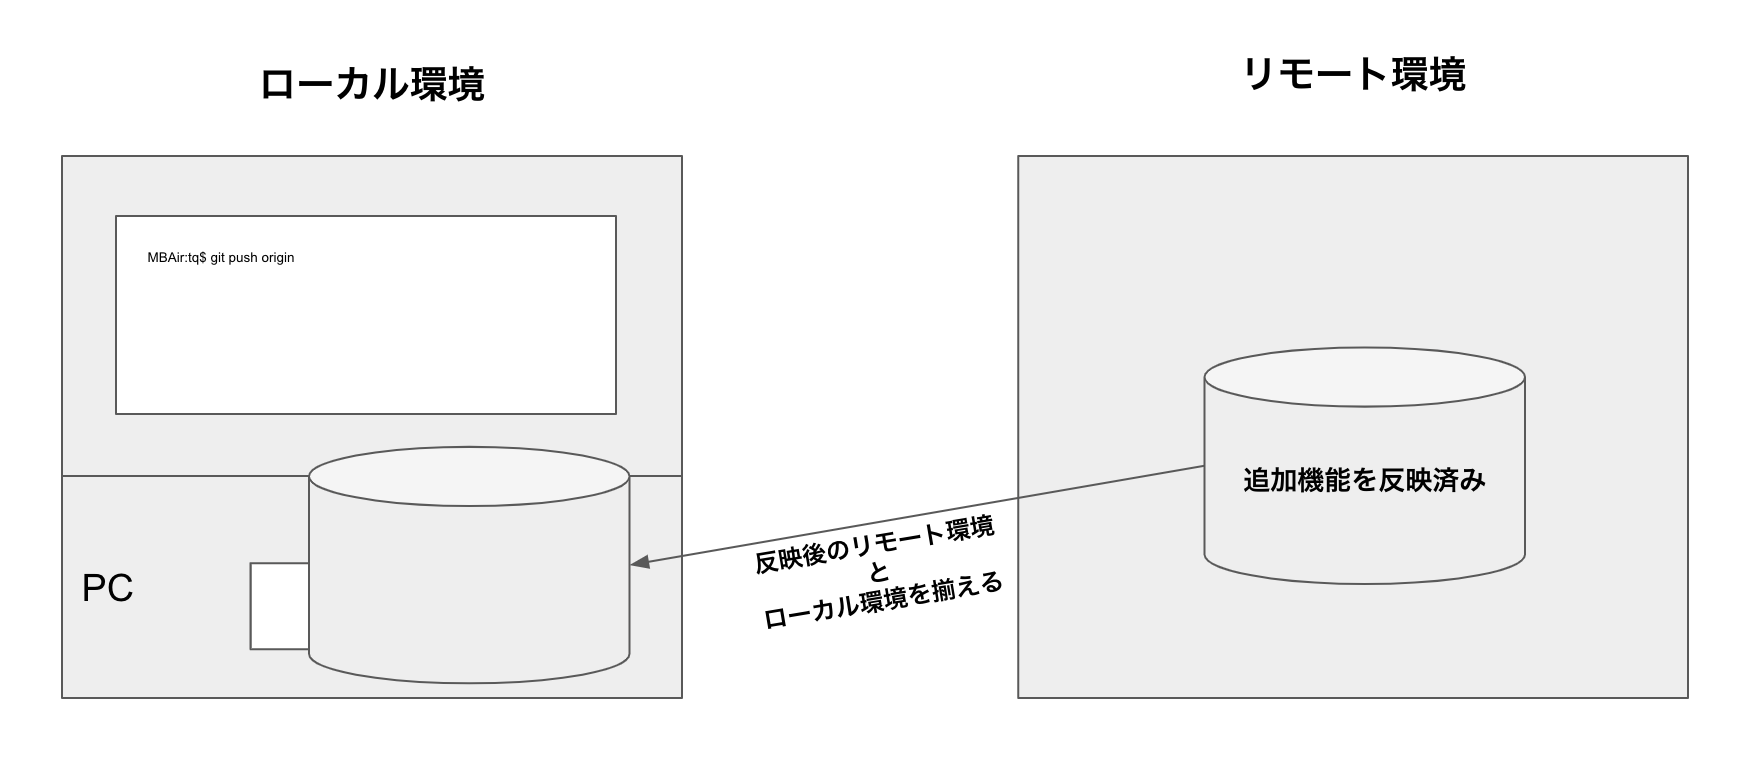 ローカル環境
リモート環境
MBAir:tq$ git push origin
追加機能を反映済み
反映後のリモート環境
と
ローカル環境を揃える
PC